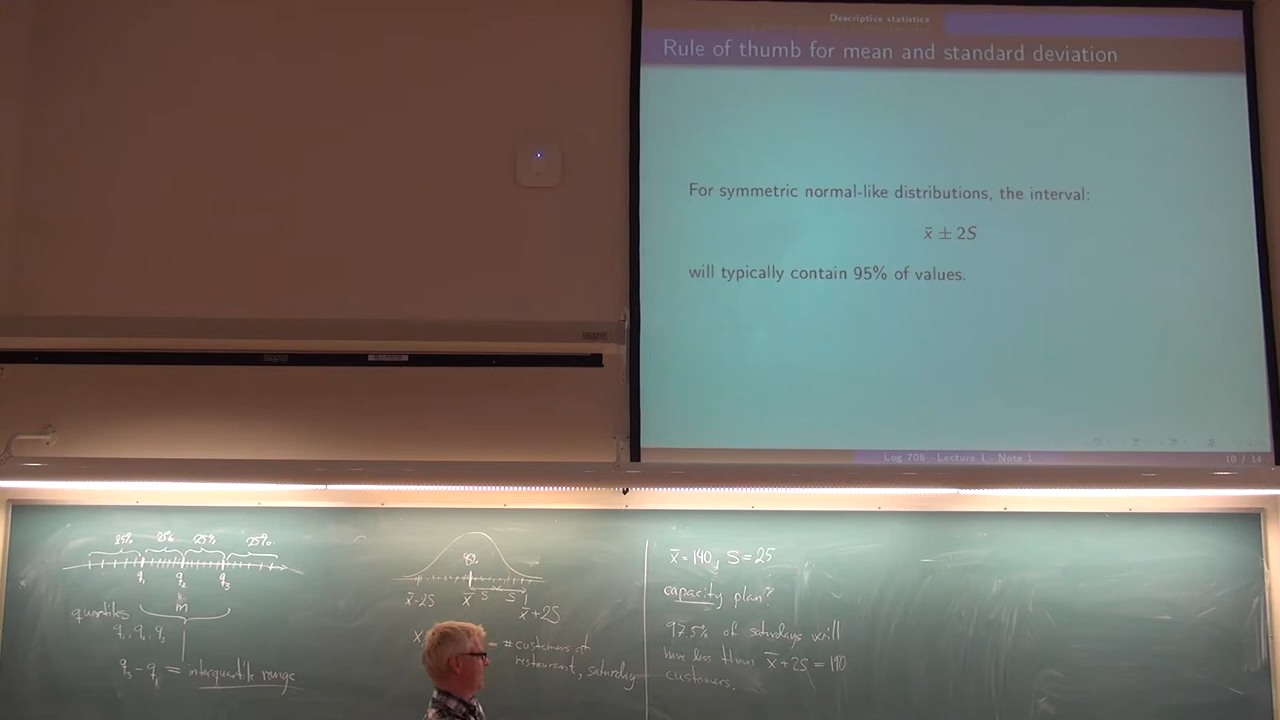 Descriptive statistics
Rule of thumb for mean and standard deviation
For symmetric normal-like distributions, the interval:
x̄ ± 2S
will typically contain 95% of values.
Log 708 - Lecture 1 - Note 1
10 / 14
25% 25% 25% 25%
q₁ q₂ q₃
m
quartiles
q₁, q₂, q₃
q₃ - q₁ = interquartile range
95%
S S
x̄-2S x̄ x̄+2S
= # customers at
restaurant, saturday
x̄ = 140, S = 25
capacity plan?
97.5% of saturdays will
have less than x̄+2S = 190
customers.